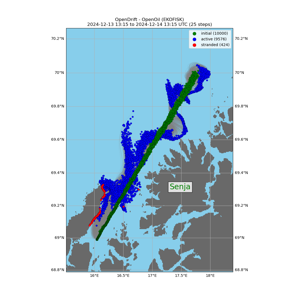 OpenDrift - OpenOil (EKOFISK)
2024-12-13 13:15 to 2024-12-14 13:15 UTC (25 steps)
initial (10000)
active (9576)
stranded (424)
70.2°N
70.2°N
70°N
70°N
69.8°N
69.8°N
69.6°N
69.6°N
69.4°N
69.4°N
Senja
69.2°N
69.2°N
69°N
69°N
68.8°N
68.8°N
16°E
16.5°E
17°E
17.5°E
18°E